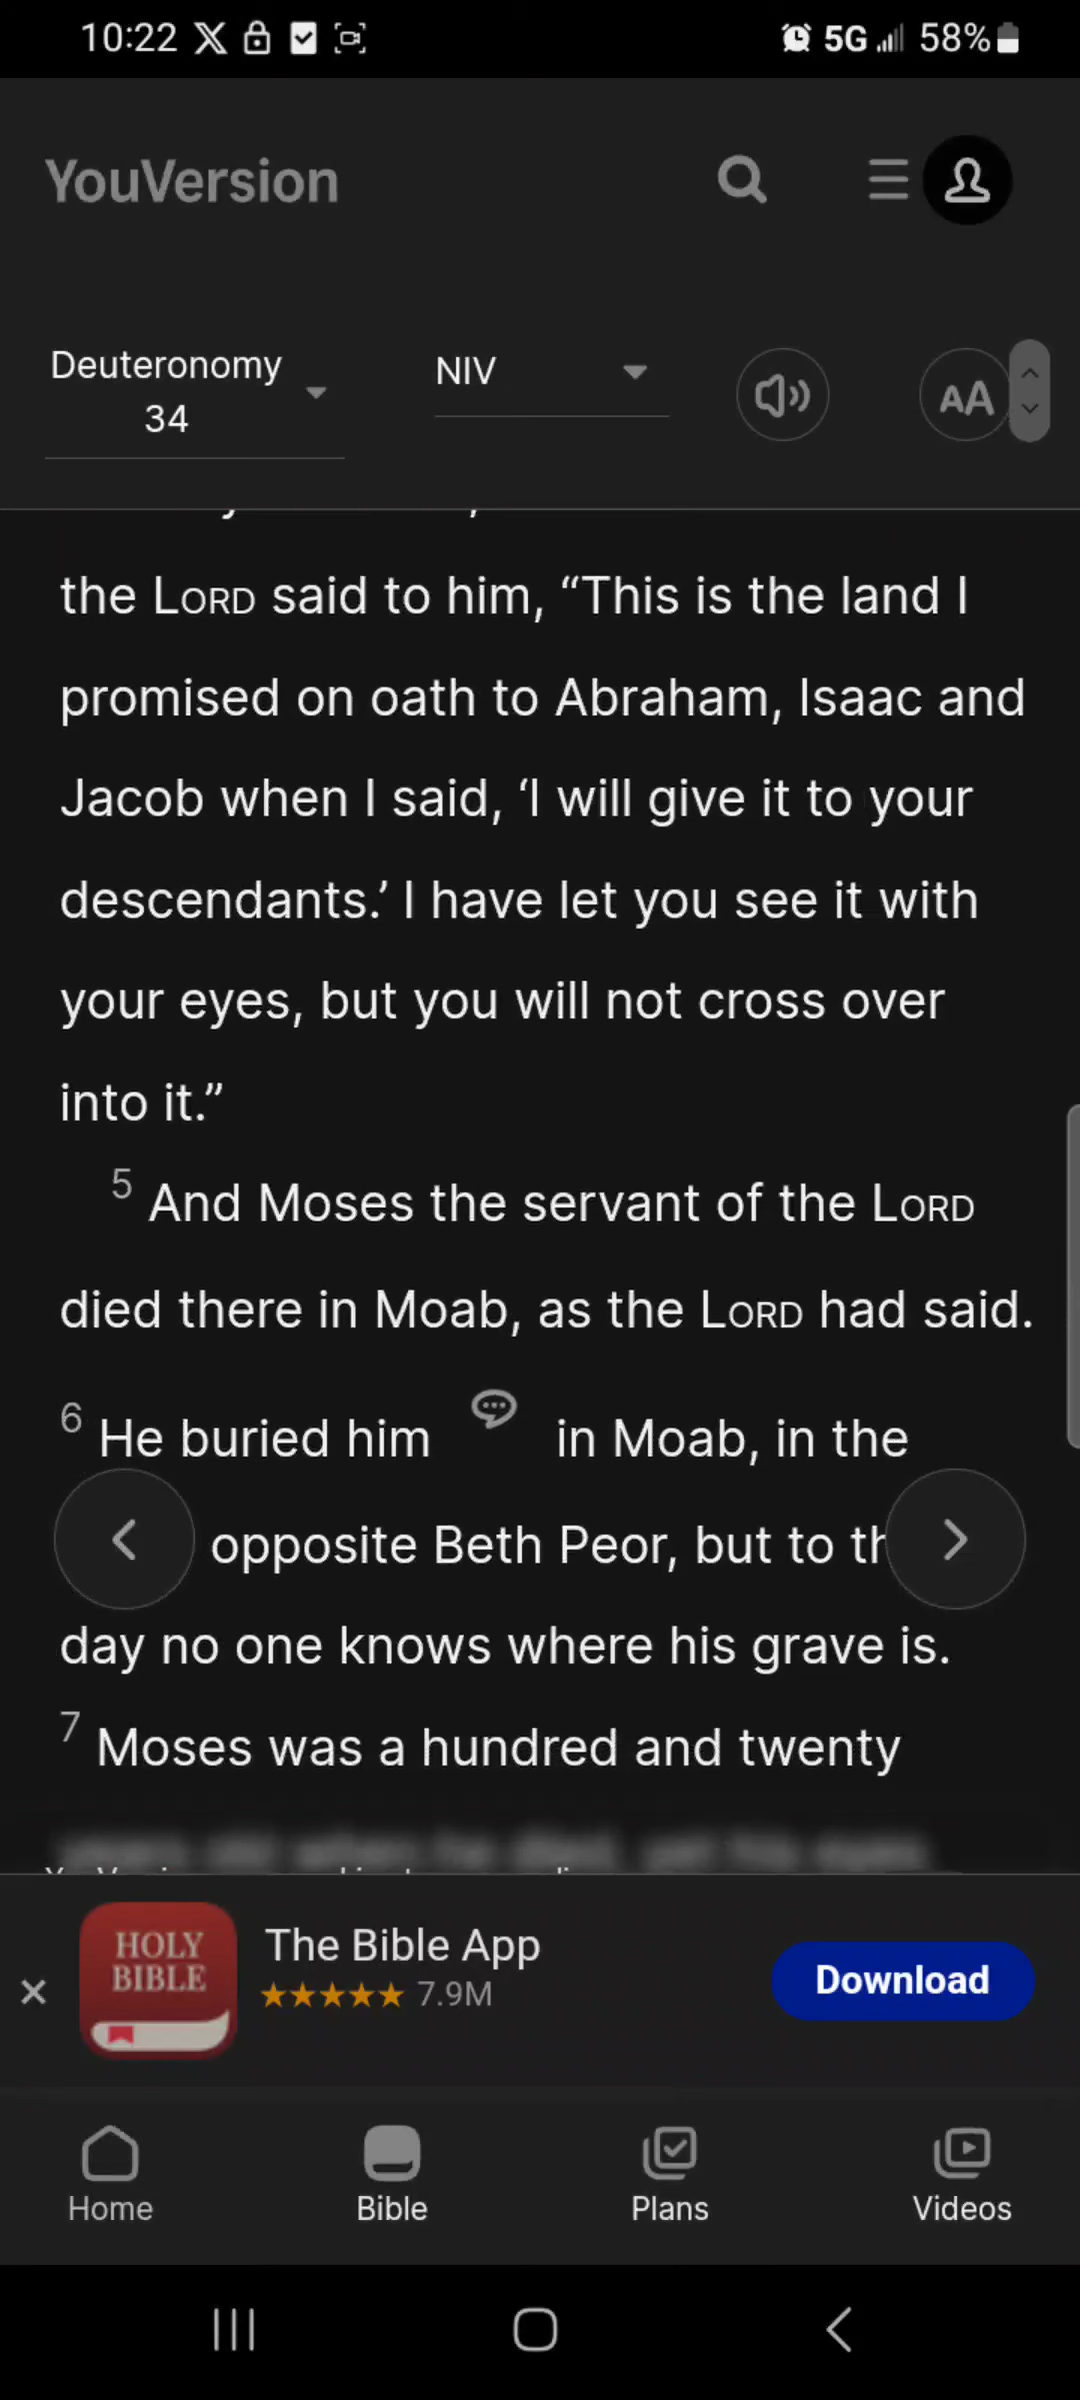 10:22 5G 58%
YouVersion
Deuteronomy
34
NIV
AA
the LORD said to him, “This is the land I
promised on oath to Abraham, Isaac and
Jacob when I said, ‘I will give it to your
descendants.’ I have let you see it with
your eyes, but you will not cross over
into it.”
5 And Moses the servant of the LORD
died there in Moab, as the LORD had said.
6 He buried him in Moab, in the
opposite Beth Peor, but to
day no one knows where his grave is.
7 Moses was a hundred and twenty
HOLY
BIBLE
The Bible App
7.9M
Download
Home
Bible
Plans
Videos